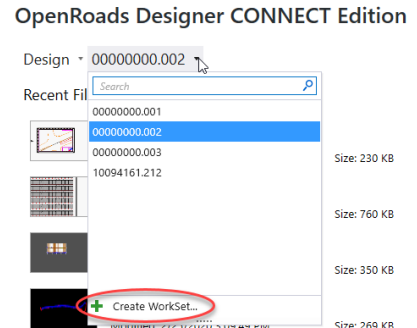 OpenRoads Designer CONNECT Edition
Design 00000000.002
Search
Recent Fil
00000000.001
00000000.002
00000000.003
10094161.212
Size: 230 KB
Size: 760 KB
Size: 350 KB
Create WorkSet...
Size: 269 KB